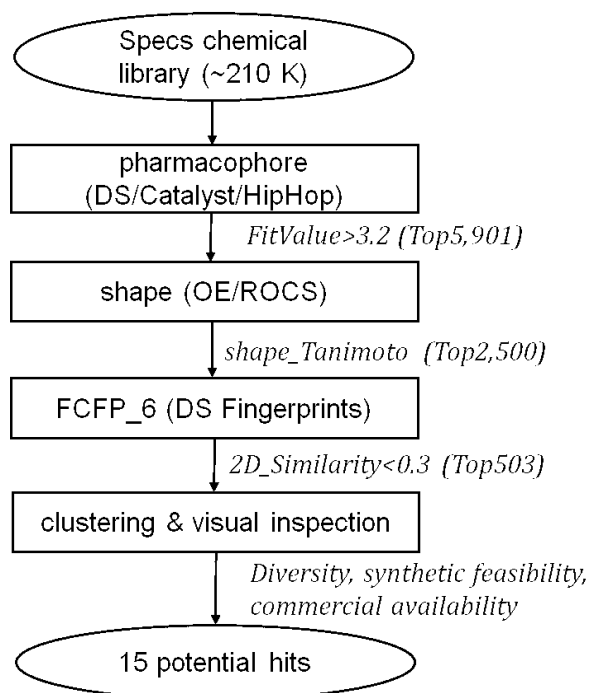 Specs chemical
library (~210 K)
pharmacophore
(DS/Catalyst/HipHop)
FitValue>3.2 (Top5,901)
shape (OE/ROCS)
shape_Tanimoto (Top2,500)
FCFP_6 (DS Fingerprints)
2D_Similarity<0.3 (Top503)
clustering & visual inspection
Diversity, synthetic feasibility,
commercial availability
15 potential hits